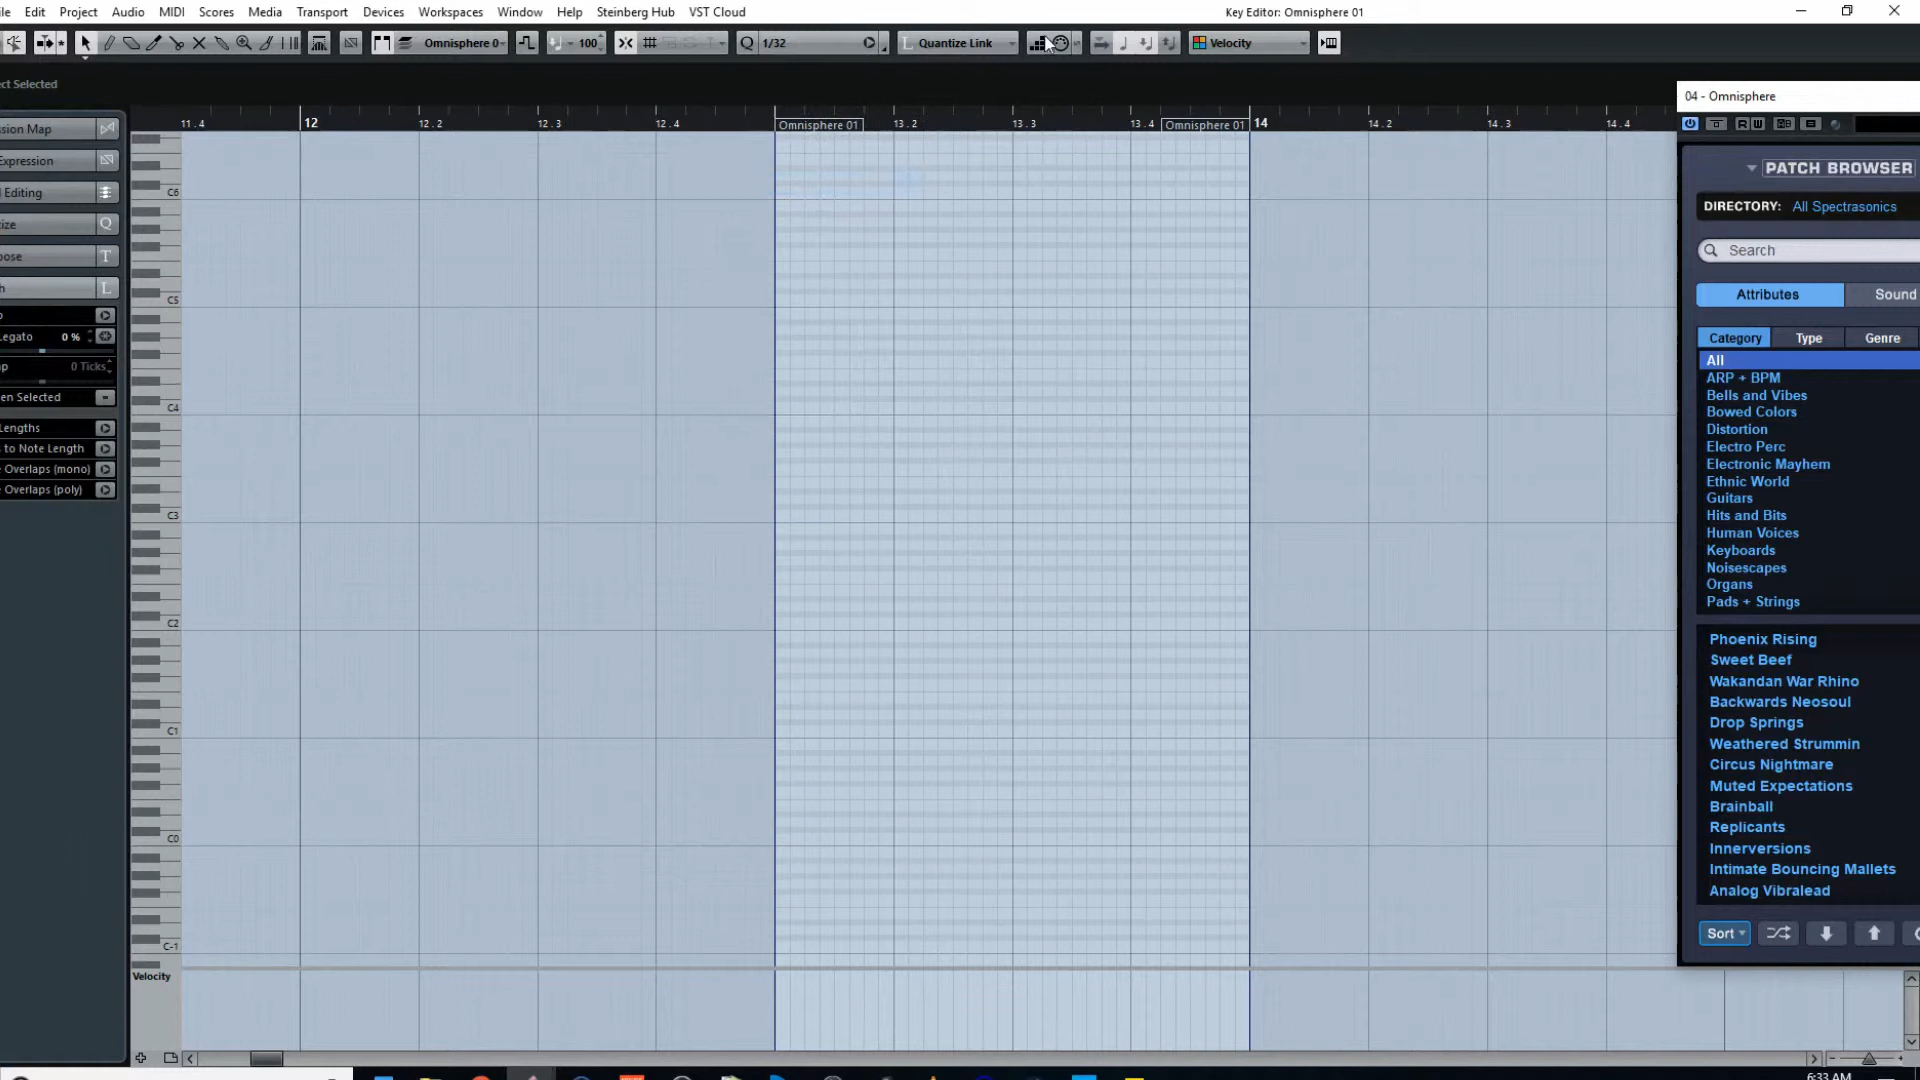 ile Edit Project Audio MIDI Scores Media Transport Devices Workspaces Window Help Steinberg Hub VST Cloud Key Editor: Omnisphere 01
Omnisphere 0 100 Q 1/32 L Quantize Link Velocity
ct Selected
04 - Omnisphere
11.4 12 12.2 12.3 12.4 Omnisphere 01 13.2 13.3 13.4 Omnisphere 01 14 14.2 14.3 14.4
ssion Map
Expression
l Editing
ize Q
pose T
h L
o
Legato 0 %
ap 0 Ticks
en Selected
Lengths
s to Note Length
e Overlaps (mono)
e Overlaps (poly)
C6
C5
C4
C3
C2
C1
C0
C-1
Velocity
R W
PATCH BROWSER
DIRECTORY: All Spectrasonics
Search
Attributes Sound
Category Type Genre
All
ARP + BPM
Bells and Vibes
Bowed Colors
Distortion
Electro Perc
Electronic Mayhem
Ethnic World
Guitars
Hits and Bits
Human Voices
Keyboards
Noisescapes
Organs
Pads + Strings
Phoenix Rising
Sweet Beef
Wakandan War Rhino
Backwards Neosoul
Drop Springs
Weathered Strummin
Circus Nightmare
Muted Expectations
Brainball
Replicants
Innerversions
Intimate Bouncing Mallets
Analog Vibralead
Sort
6:33 AM